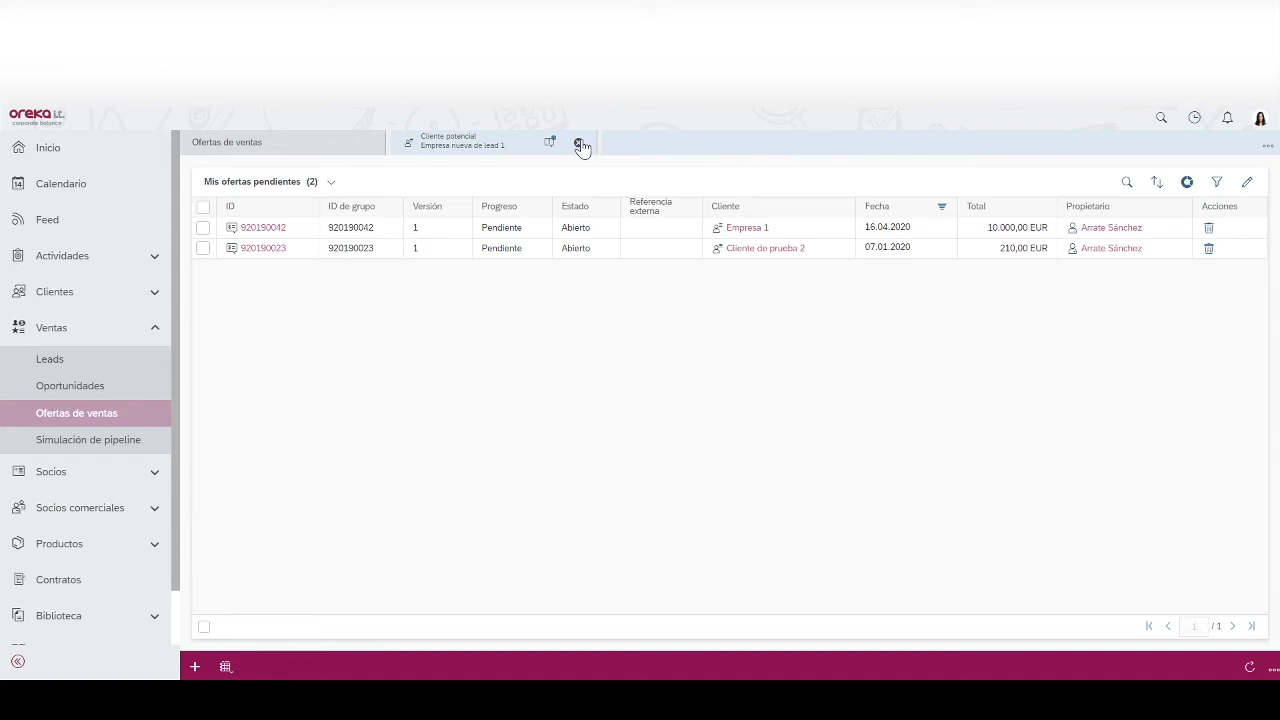 oreka i.t.
corporate balance
Inicio
14 Calendario
Feed
Actividades
Clientes
Ventas
Leads
Oportunidades
Ofertas de ventas
Simulación de pipeline
Socios
Socios comerciales
Productos
Contratos
Biblioteca
Ofertas de ventas
Cliente potencial
Empresa nueva de lead 1
Mis ofertas pendientes (2)
ID ID de grupo Versión Progreso Estado Referencia externa Cliente Fecha Total Propietario Acciones
920190042 920190042 1 Pendiente Abierto Empresa 1 16.04.2020 10.000,00 EUR Arrate Sánchez
920190023 920190023 1 Pendiente Abierto Cliente de prueba 2 07.01.2020 210,00 EUR Arrate Sánchez
1 / 1